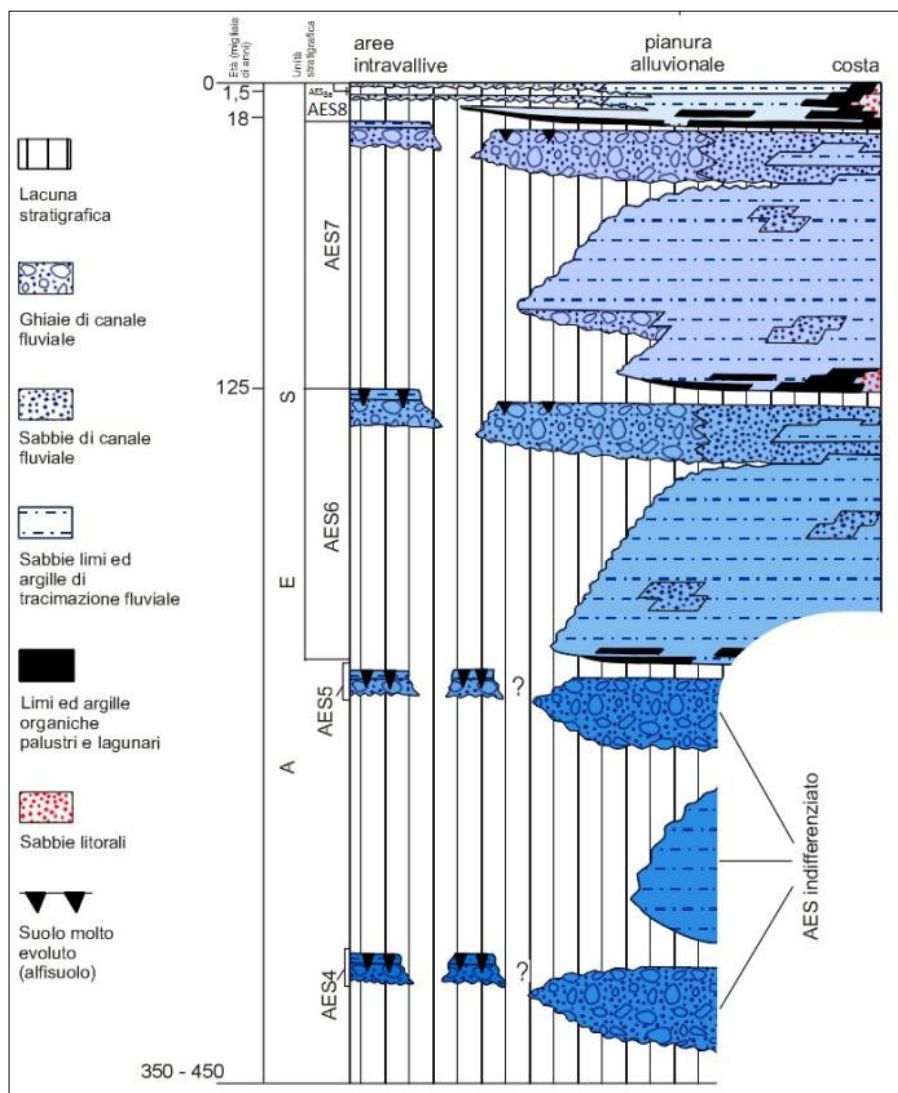 Età (migliaia
di anni)
Unità
stratigrafica
aree
intravallive
pianura
alluvionale
costa
0
1,5
18
125
350 - 450
A E S
AES8a
AES8
AES7
AES6
AES5
AES4
?
?
AES indifferenziato
Lacuna
stratigrafica
Ghiaie di canale
fluviale
Sabbie di canale
fluviale
Sabbie limi ed
argille di
tracimazione fluviale
Limi ed argille
organiche
palustri e lagunari
Sabbie litorali
Suolo molto
evoluto
(alfisuolo)